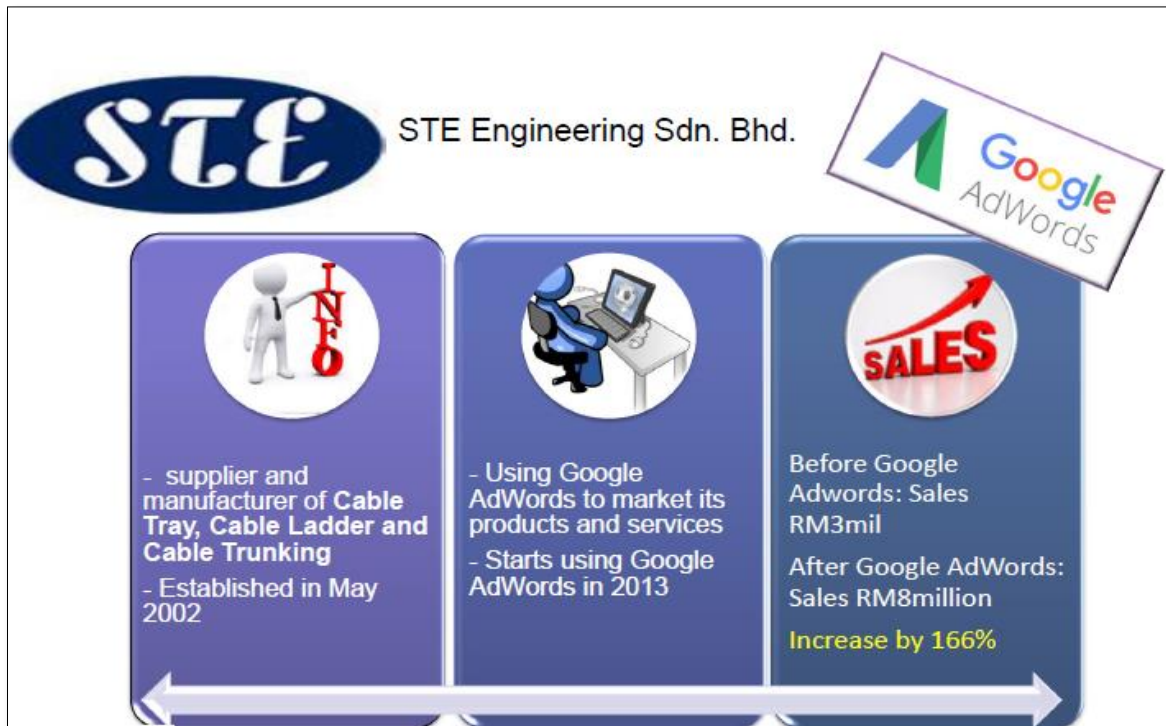 STE
STE Engineering Sdn. Bhd.
Google
AdWords
INFO
- supplier and
manufacturer of Cable
Tray, Cable Ladder and
Cable Trunking
- Established in May
2002
- Using Google
AdWords to market its
products and services
- Starts using Google
AdWords in 2013
SALES
Before Google
Adwords: Sales
RM3mil
After Google AdWords:
Sales RM8million
Increase by 166%